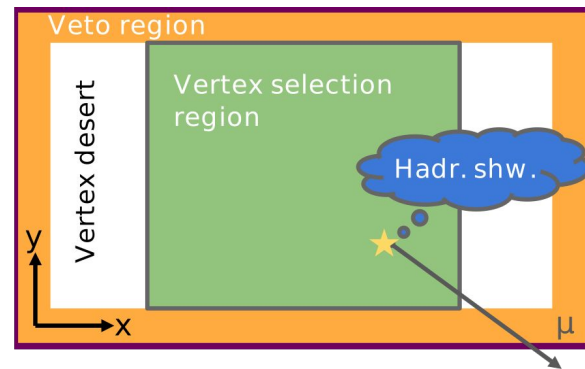 Veto region
Vertex selection
region
Vertex desert
Hadr. shw.
y
x
μ